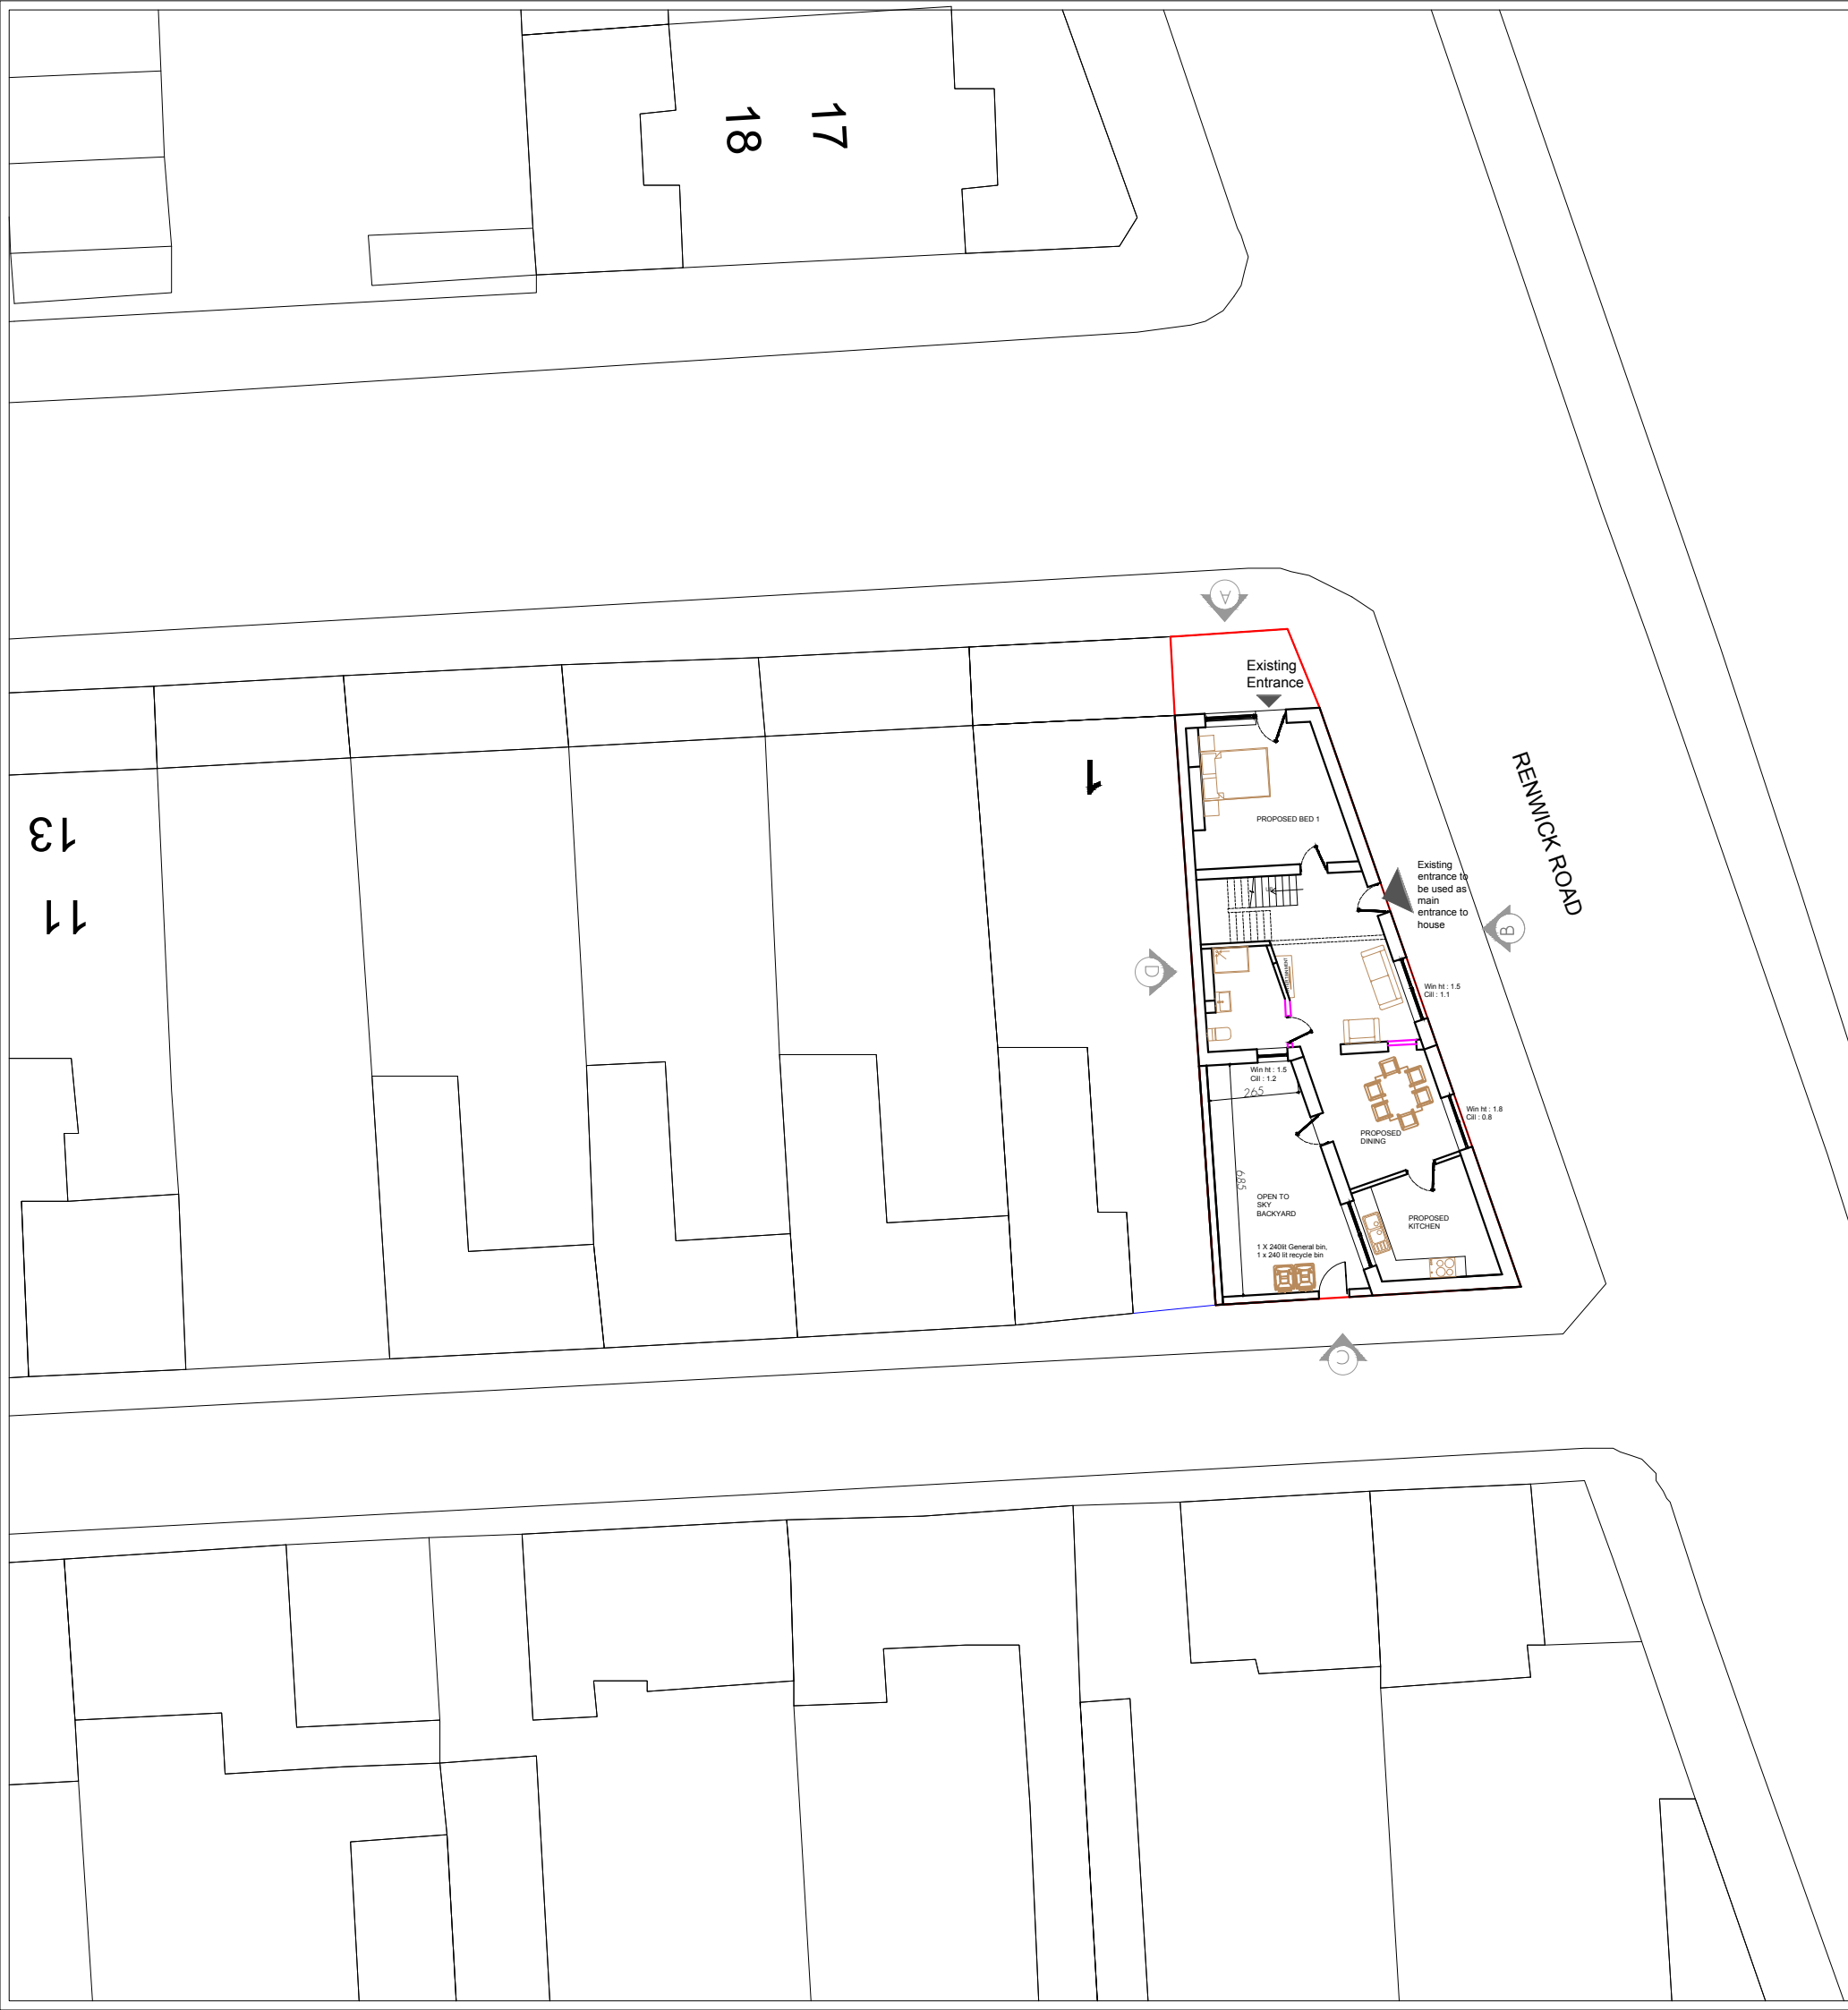 18
17
A
Existing
Entrance
1
PROPOSED BED 1
RENWICK ROAD
13
11
Existing
entrance to
be used as
main
entrance to
house
UP
B
D
Win ht : 1.5
Cill : 1.1
Win ht : 1.5
Cill : 1.2
265
Win ht : 1.8
Cill : 0.8
PROPOSED
DINING
685
OPEN TO
SKY
BACKYARD
PROPOSED
KITCHEN
1 X 240lit General bin,
1 x 240 lit recycle bin
C